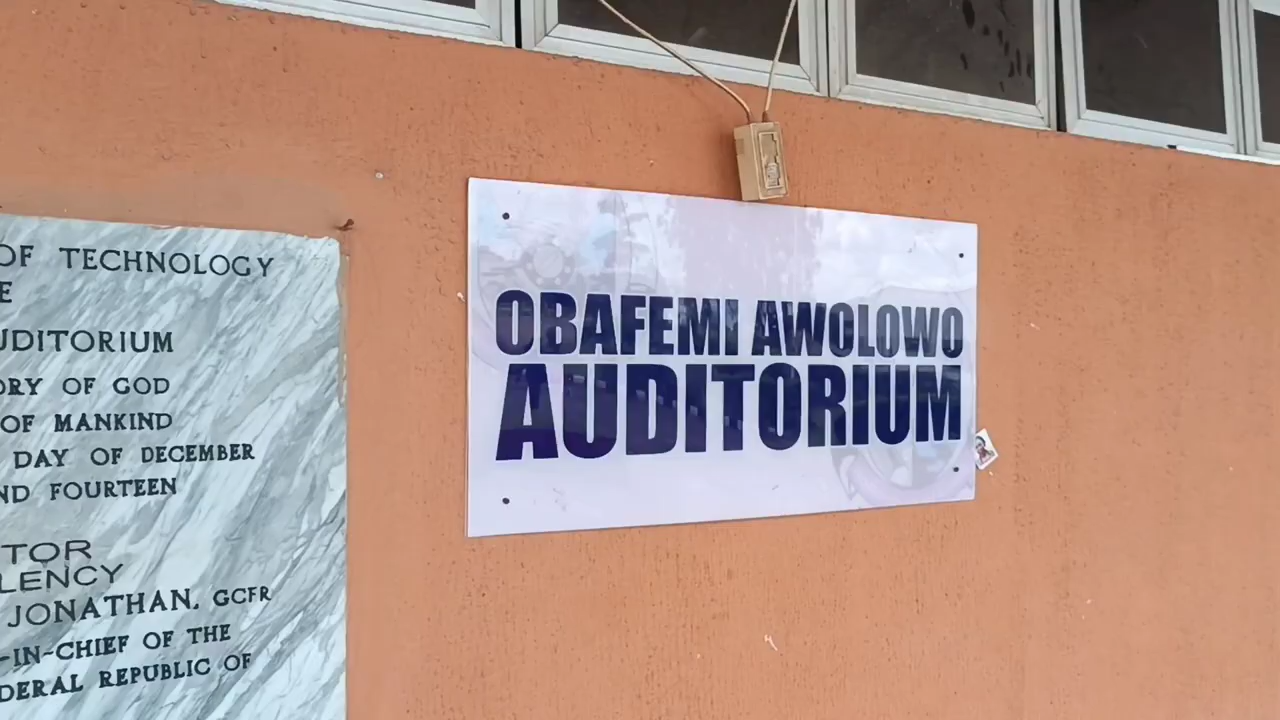 OF TECHNOLOGY
E
UDITORIUM
ORY OF GOD
OF MANKIND
DAY OF DECEMBER
ND FOURTEEN
TOR
LENCY
JONATHAN, GCFR
-IN-CHIEF OF THE
DERAL REPUBLIC OF
OBAFEMI AWOLOWO
AUDITORIUM